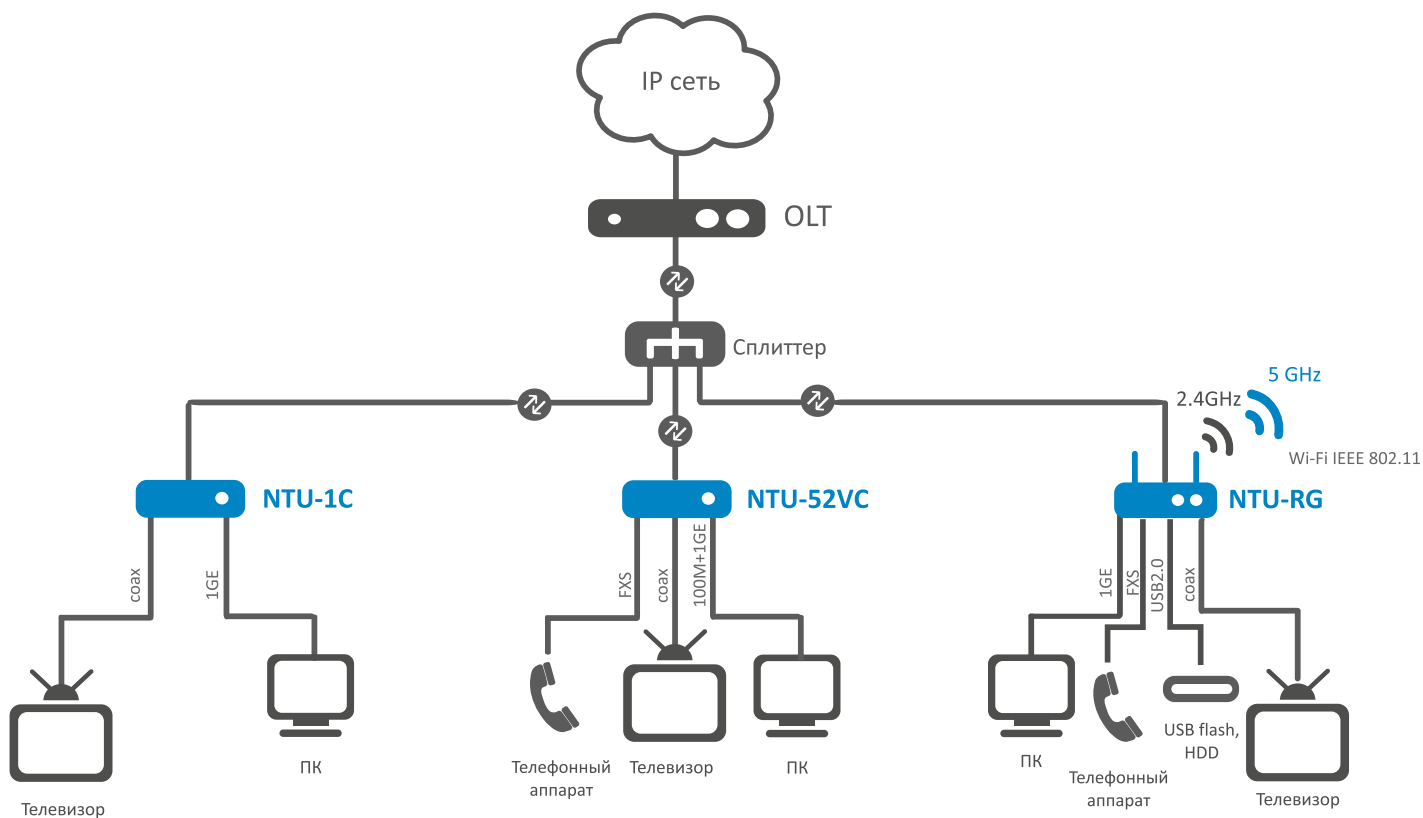 IP сеть
OLT
Сплиттер
5 GHz
2.4GHz
Wi-Fi IEEE 802.11
NTU-1C
NTU-52VC
NTU-RG
coax
1GE
FXS
coax
100M+1GE
1GE
FXS
USB2.0
coax
Телевизор
ПК
Телефонный
аппарат
Телевизор
ПК
ПК
Телефонный
аппарат
USB flash,
HDD
Телевизор